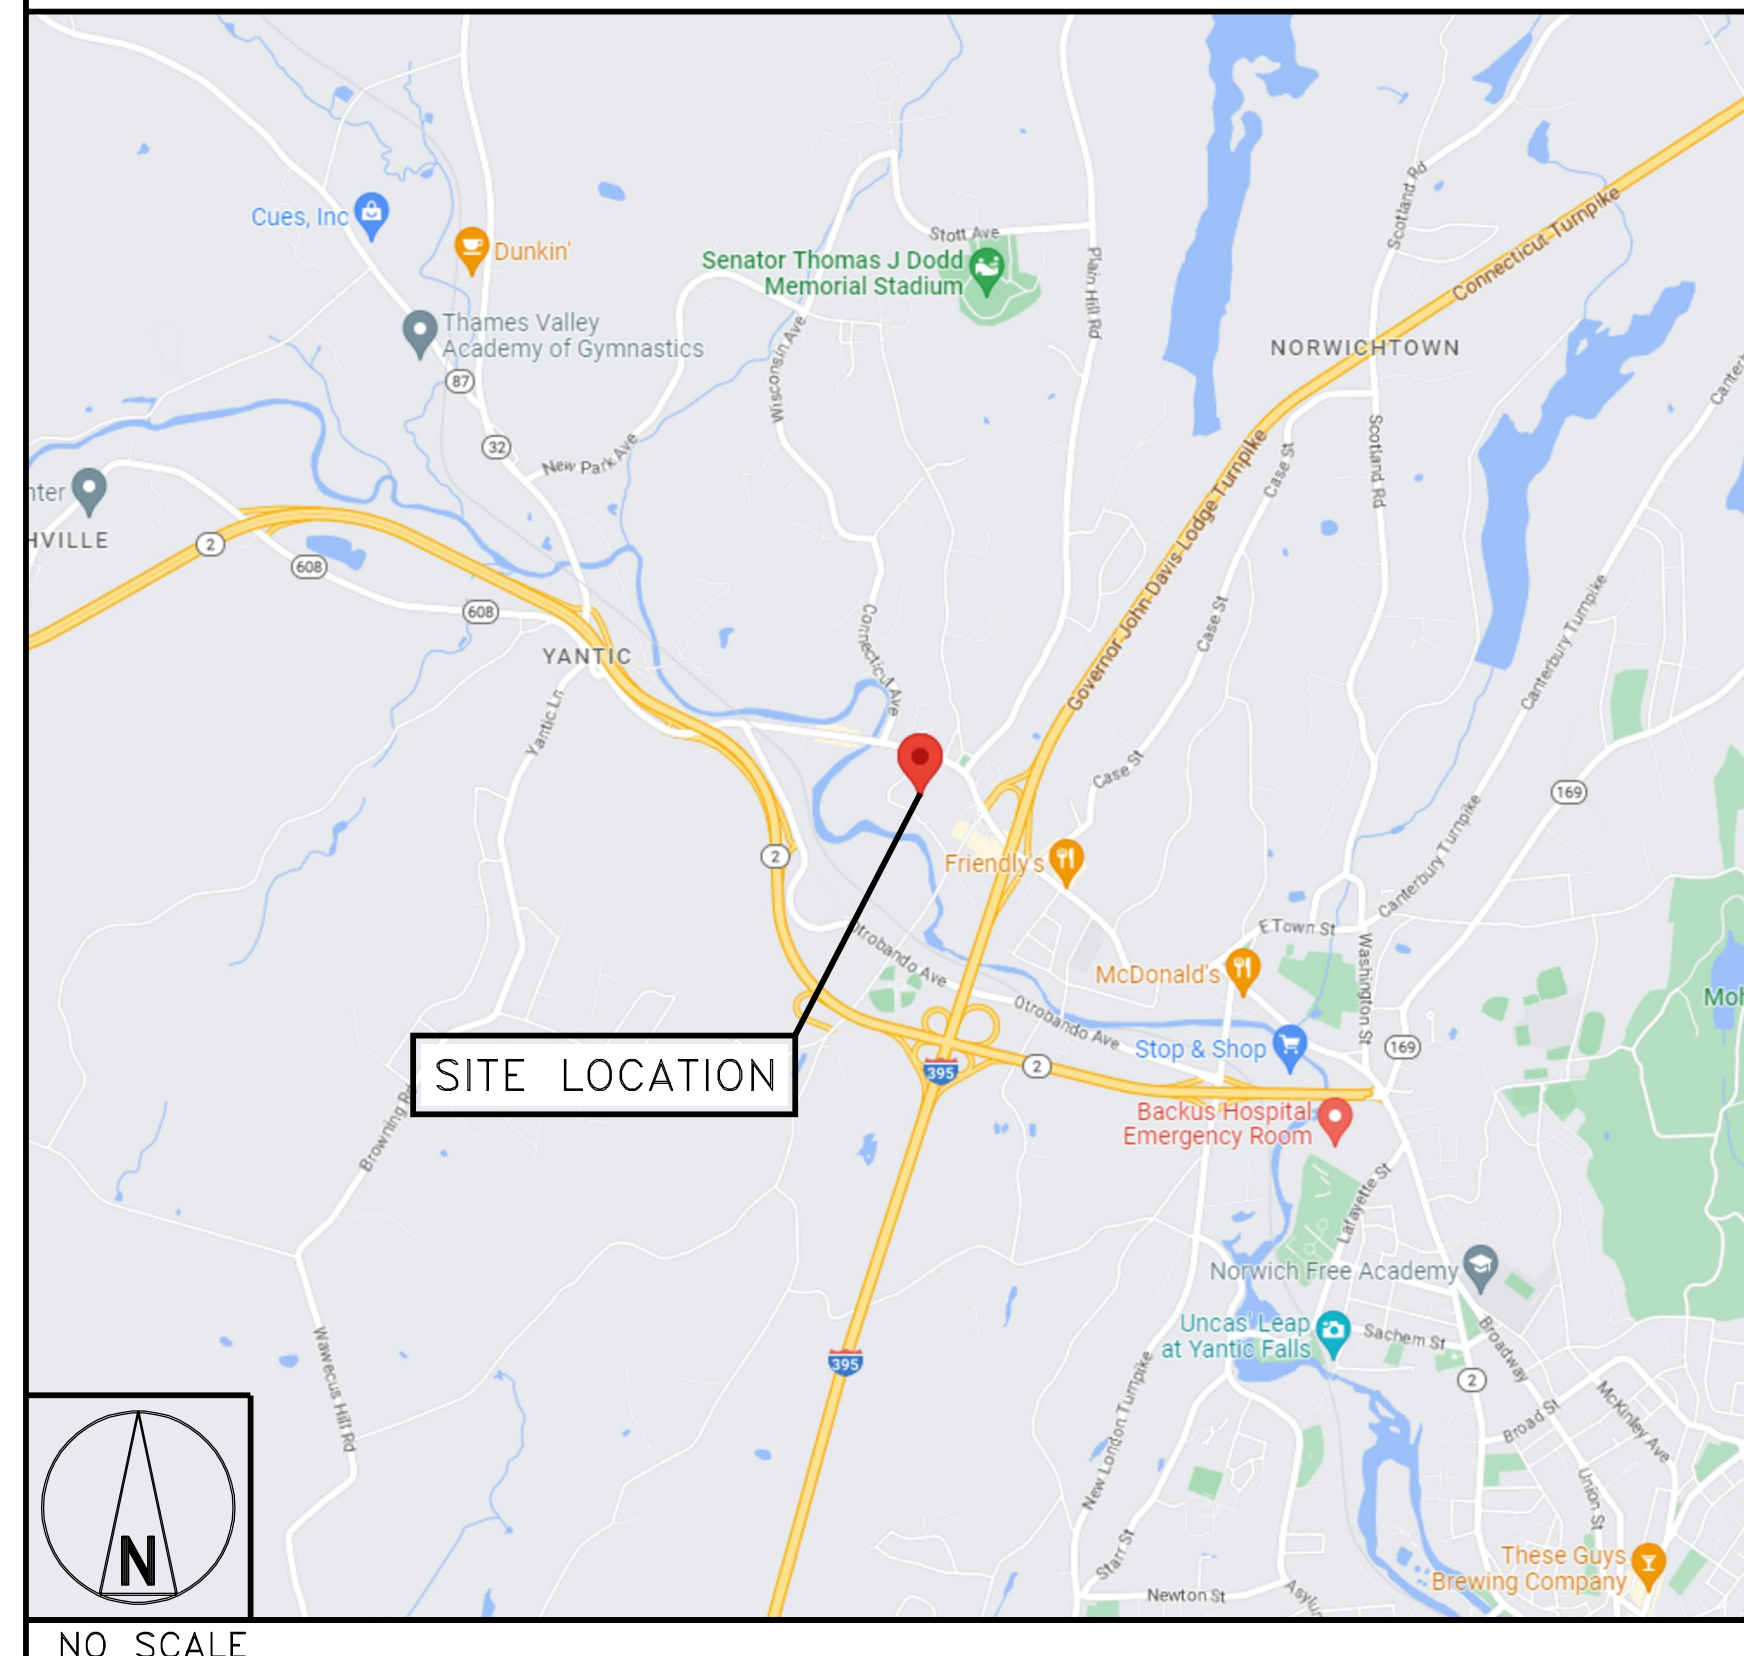 Cues, Inc
Dunkin'
Stott Ave
Senator Thomas J Dodd
Memorial Stadium
Plain Hill Rd
Scotland Rd
Connecticut Turnpike
Thames Valley
Academy of Gymnastics
87
Wisconsin Ave
NORWICHTOWN
32
New Park Ave
Case St
Scotland Rd
nter
HVILLE
2
608
608
Governor John Davis Lodge Turnpike
YANTIC
Connecticut Ave
Case St
Canterbury Turnpike
Yantic Ln
Case St
169
2
Friendly's
Canterbury Turnpike
E Town St
Otrobando Ave
McDonald's
Washington St
Otrobando Ave
Moh
SITE LOCATION
395
2
Stop & Shop
169
Backus Hospital
Emergency Room
Browning Rd
Lafayette St
Norwich Free Academy
Uncas' Leap
at Yantic Falls
Sachem St
Broadway
395
2
Wawecus Hill Rd
New London Turnpike
Broad St
McKinley Ave
Union St
N
Starr St
These Guys
Brewing Company
Newton St
Asylu
NO SCALE